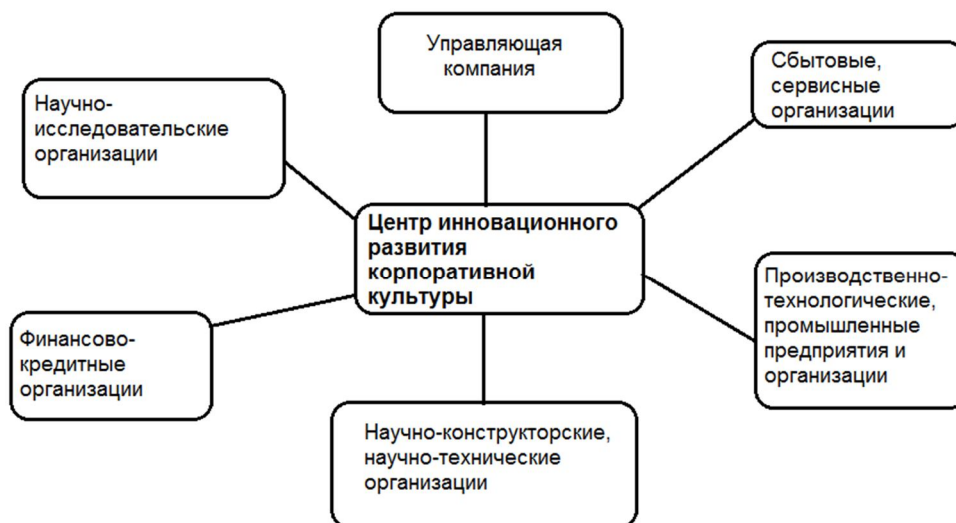 Управляющая
компания
Сбытовые,
сервисные
организации
Научно-
исследовательские
организации
Центр инновационного
развития
корпоративной
культуры
Производственно-
технологические,
промышленные
предприятия и
организации
Финансово-
кредитные
организации
Научно-конструкторские,
научно-технические
организации